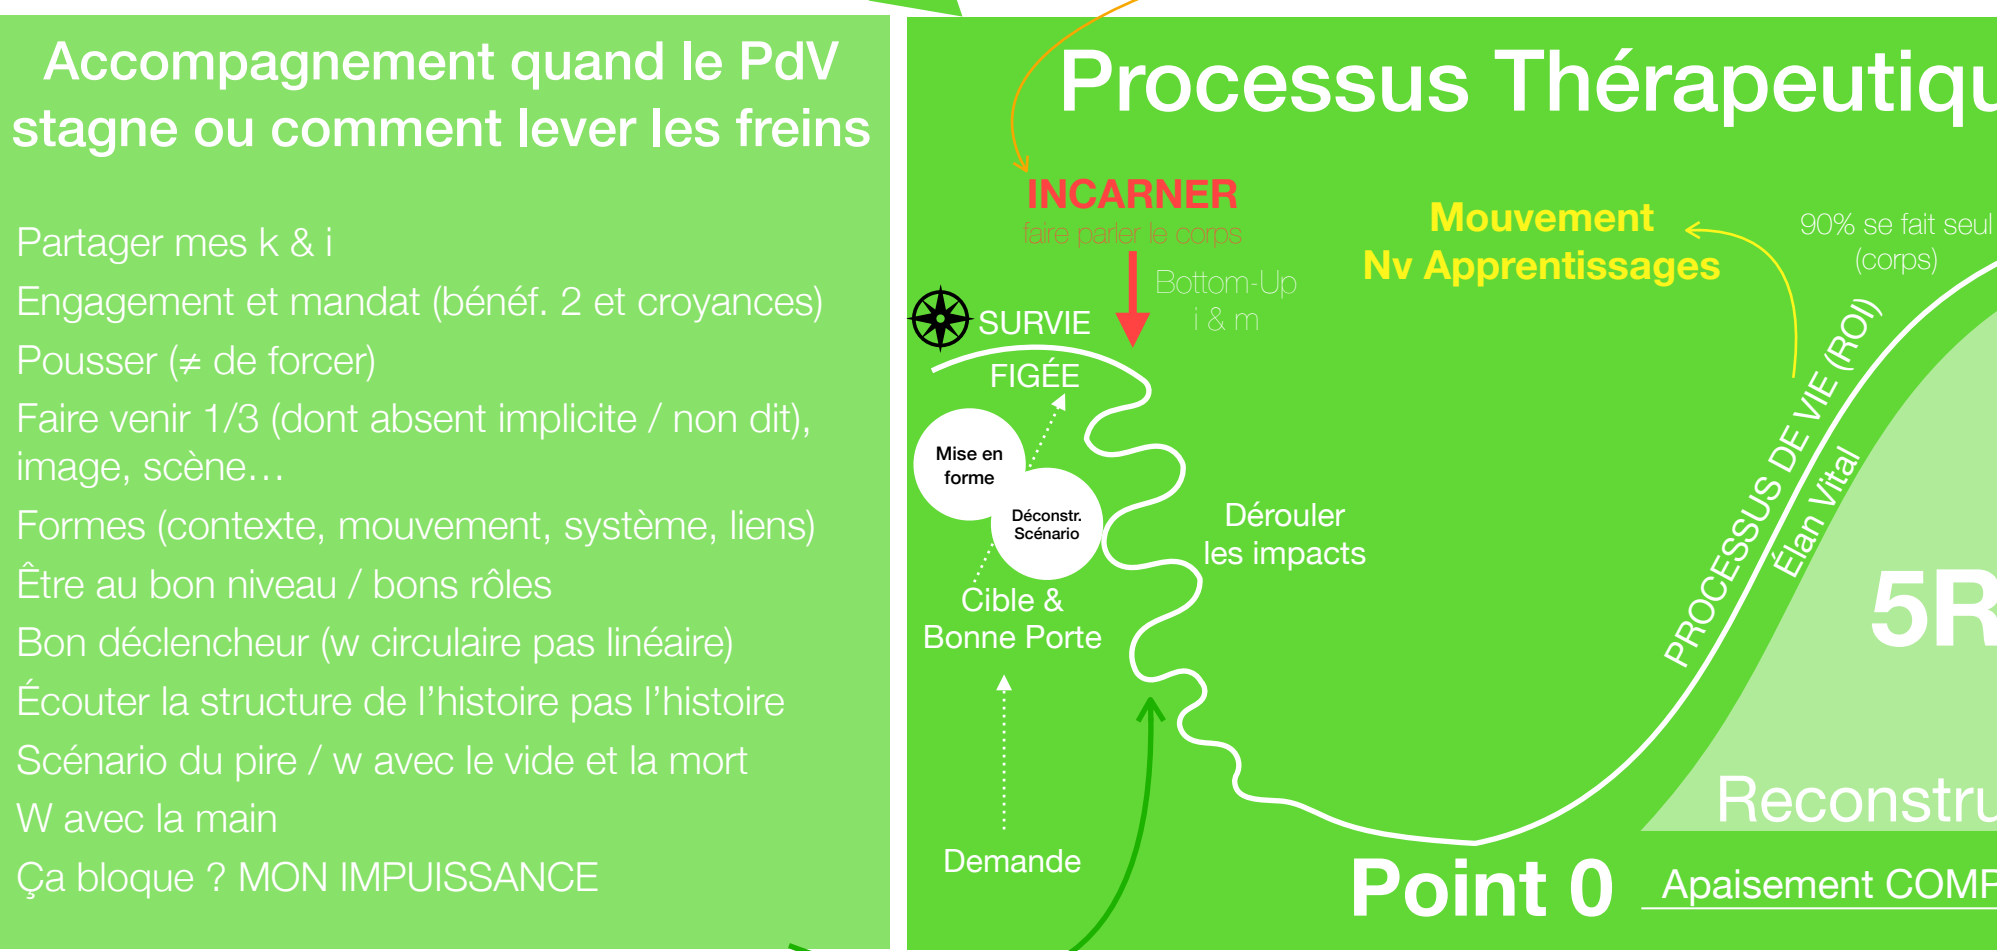 Accompagnement quand le PdV
stagne ou comment lever les freins
Partager mes k & i
Engagement et mandat (bénéf. 2 et croyances)
Pousser (≠ de forcer)
Faire venir 1/3 (dont absent implicite / non dit),
image, scène…
Formes (contexte, mouvement, système, liens)
Être au bon niveau / bons rôles
Bon déclencheur (w circulaire pas linéaire)
Écouter la structure de l’histoire pas l’histoire
Scénario du pire / w avec le vide et la mort
W avec la main
Ça bloque ? MON IMPUISSANCE
Processus Thérapeutiqu
INCARNER
faire parler le corps
Bottom-Up
i & m
Mouvement
Nv Apprentissages
90% se fait seul
(corps)
SURVIE
FIGÉE
Mise en
forme
Déconstr.
Scénario
Cible &
Bonne Porte
Demande
Dérouler
les impacts
PROCESSUS DE VIE (ROI)
Élan Vital
5R
Reconstru
Point 0
Apaisement COMP